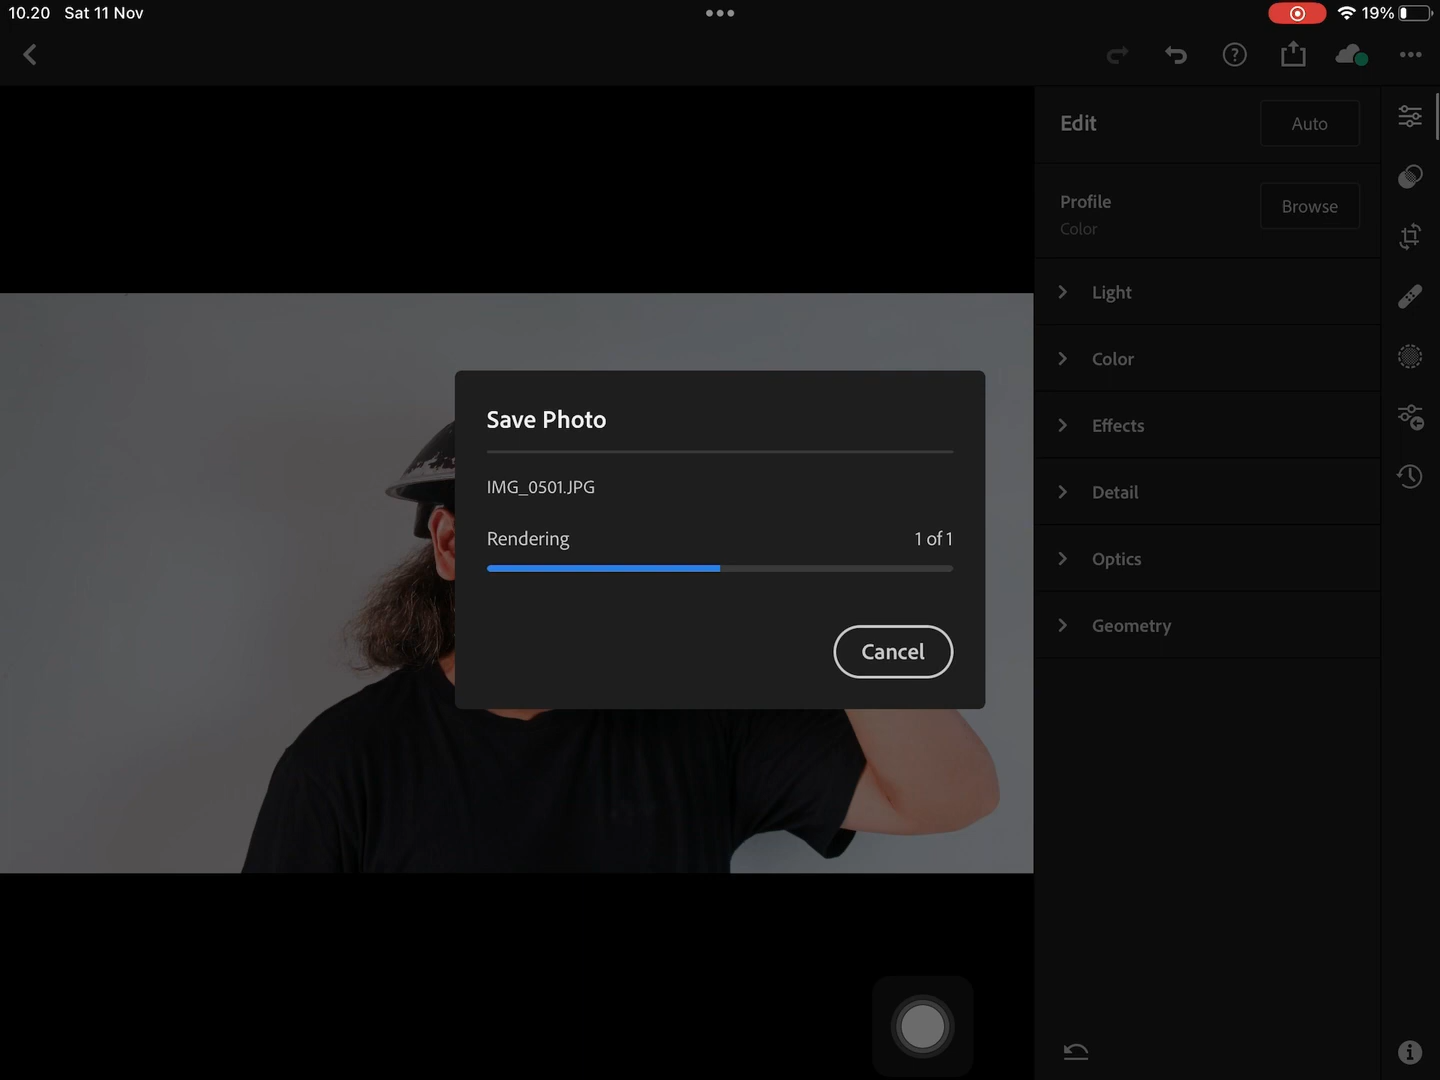 10.20 Sat 11 Nov
19%
Edit
Auto
Profile
Color
Browse
Light
Color
Effects
Detail
Optics
Geometry
Save Photo
IMG_0501.JPG
Rendering 1 of 1
Cancel